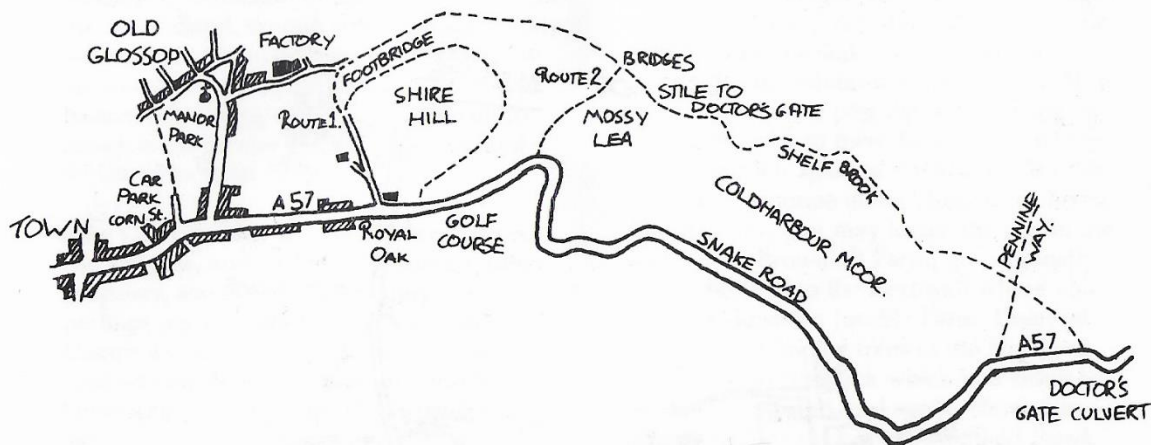 OLD
GLOSSOP
FACTORY
FOOTBRIDGE
BRIDGES
ROUTE 2
STILE TO
DOCTOR'S GATE
SHIRE
HILL
MOSSY
LEA
MANOR
PARK
ROUTE 1.
SHELF BROOK
CAR
PARK
CORN St.
TOWN
A57
ROYAL
OAK
GOLF
COURSE
SNAKE ROAD
COLDHARBOUR MOOR.
PENNINE
WAY
A57
DOCTOR'S
GATE CULVERT